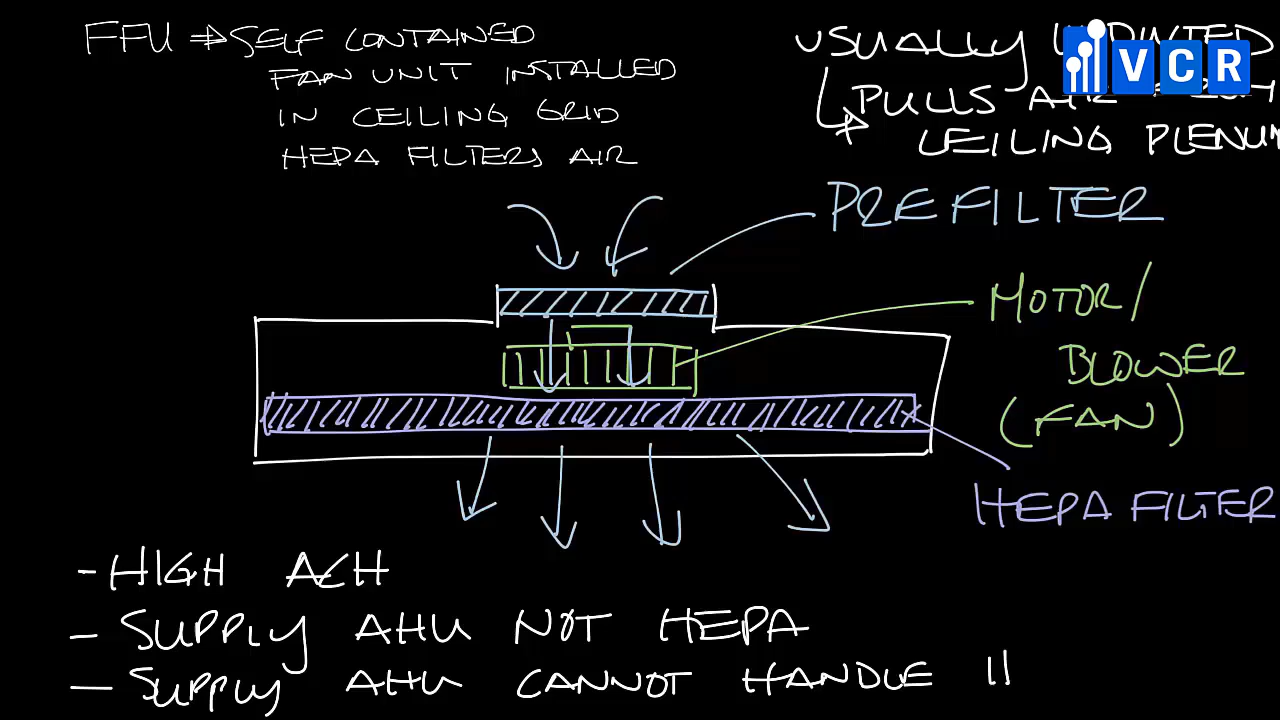 FFU ⇒ SELF CONTAINED
FAN UNIT INSTALLED
IN CEILING GRID
HEPA FILTERS AIR
USUALLY
VCR
PULLS AIR
CEILING PLENUM
PREFILTER
MOTOR/
BLOWER
(FAN)
HEPA FILTER
- HIGH ACH
- SUPPLY AHU NOT HEPA
- SUPPLY AHU CANNOT HANDLE